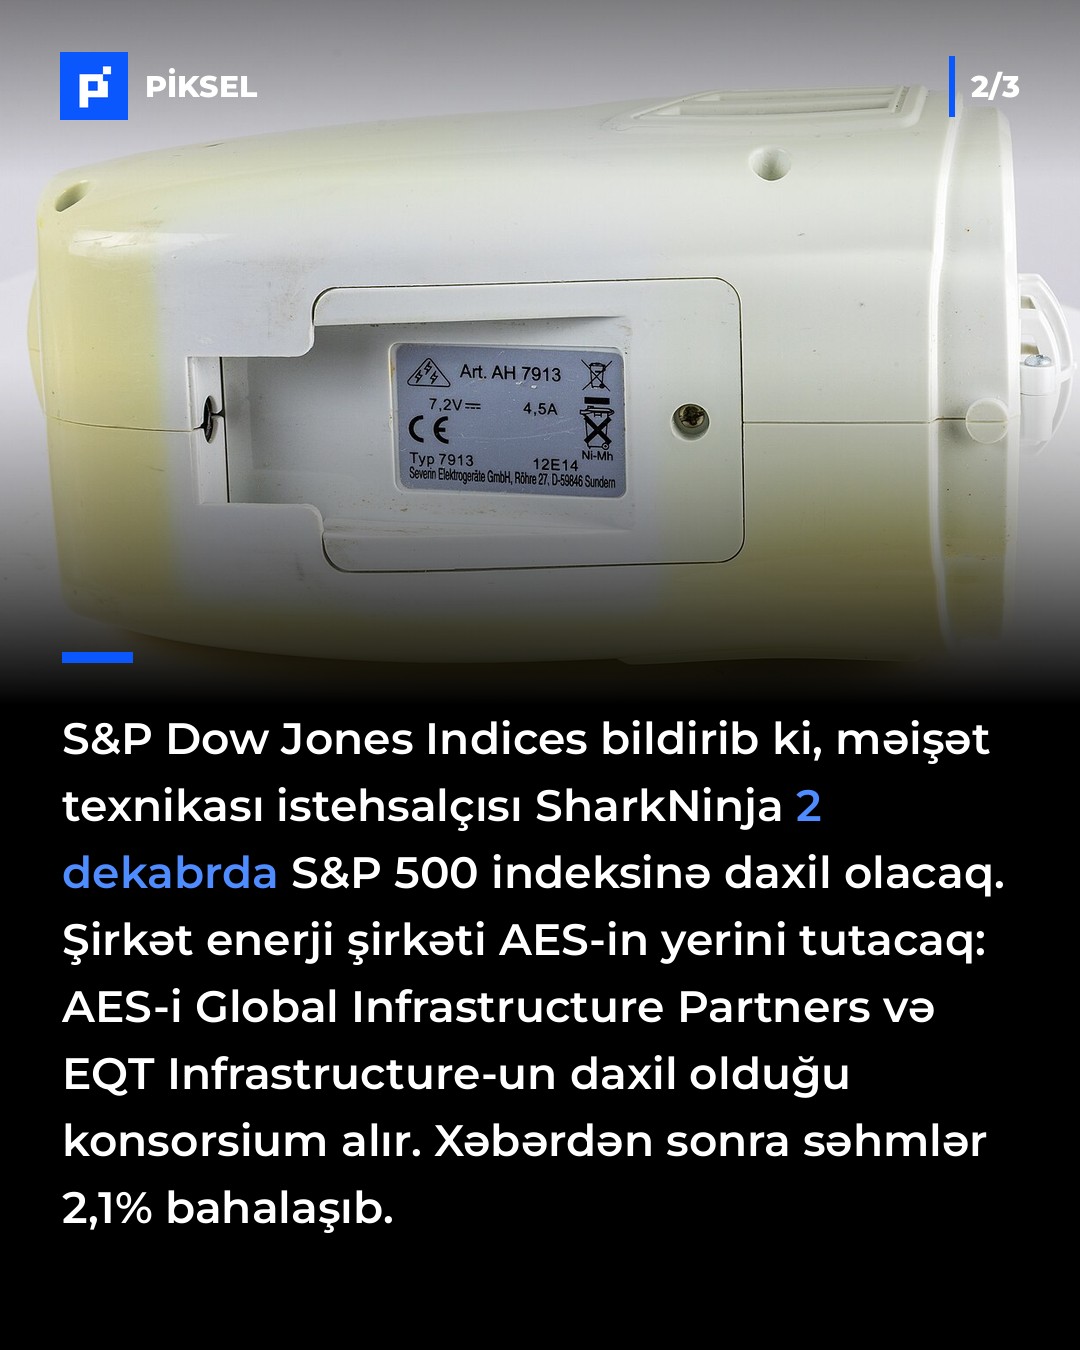 PİKSEL
2/3
Art. AH 7913
7,2V 4,5A
CE
Ni-Mh
Typ 7913 12E14
Severin Elektrogeräte GmbH, Röhre 27, D-59846 Sundern
S&P Dow Jones Indices bildirib ki, məişət
texnikası istehsalçısı SharkNinja 2
dekabrda S&P 500 indeksinə daxil olacaq.
Şirkət enerji şirkəti AES-in yerini tutacaq:
AES-i Global Infrastructure Partners və
EQT Infrastructure-un daxil olduğu
konsorsium alır. Xəbərdən sonra səhmlər
2,1% bahalaşıb.